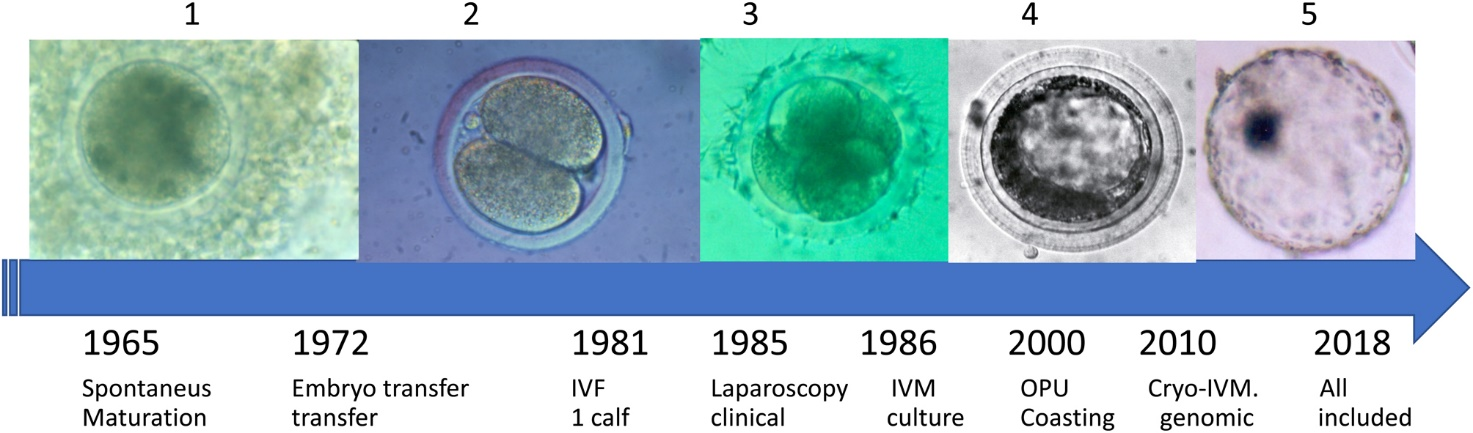 1 2 3 4 5
1965 1972 1981 1985 1986 2000 2010 2018
Spontaneus Embryo transfer IVF Laparoscopy IVM OPU Cryo-IVM. All
Maturation transfer 1 calf clinical culture Coasting genomic included